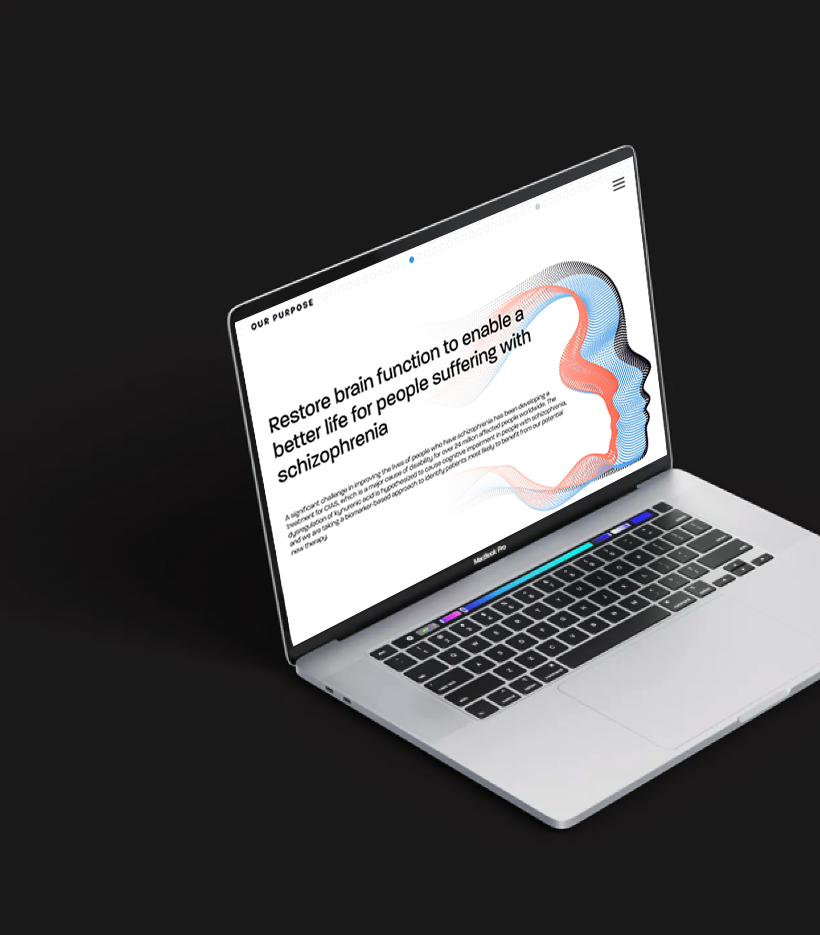 OUR PURPOSE
Restore brain function to enable a
better life for people suffering with
schizophrenia
A significant challenge in improving the lives of people who have schizophrenia has been developing a
treatment for CIAS, which is a major cause of disability for over 24 million affected people worldwide. The
dysregulation of kynurenic acid is hypothesized to cause cognitive impairment in people with schizophrenia,
and we are taking a biomarker-based approach to identify patients most likely to benefit from our potential
new therapy.
MacBook Pro